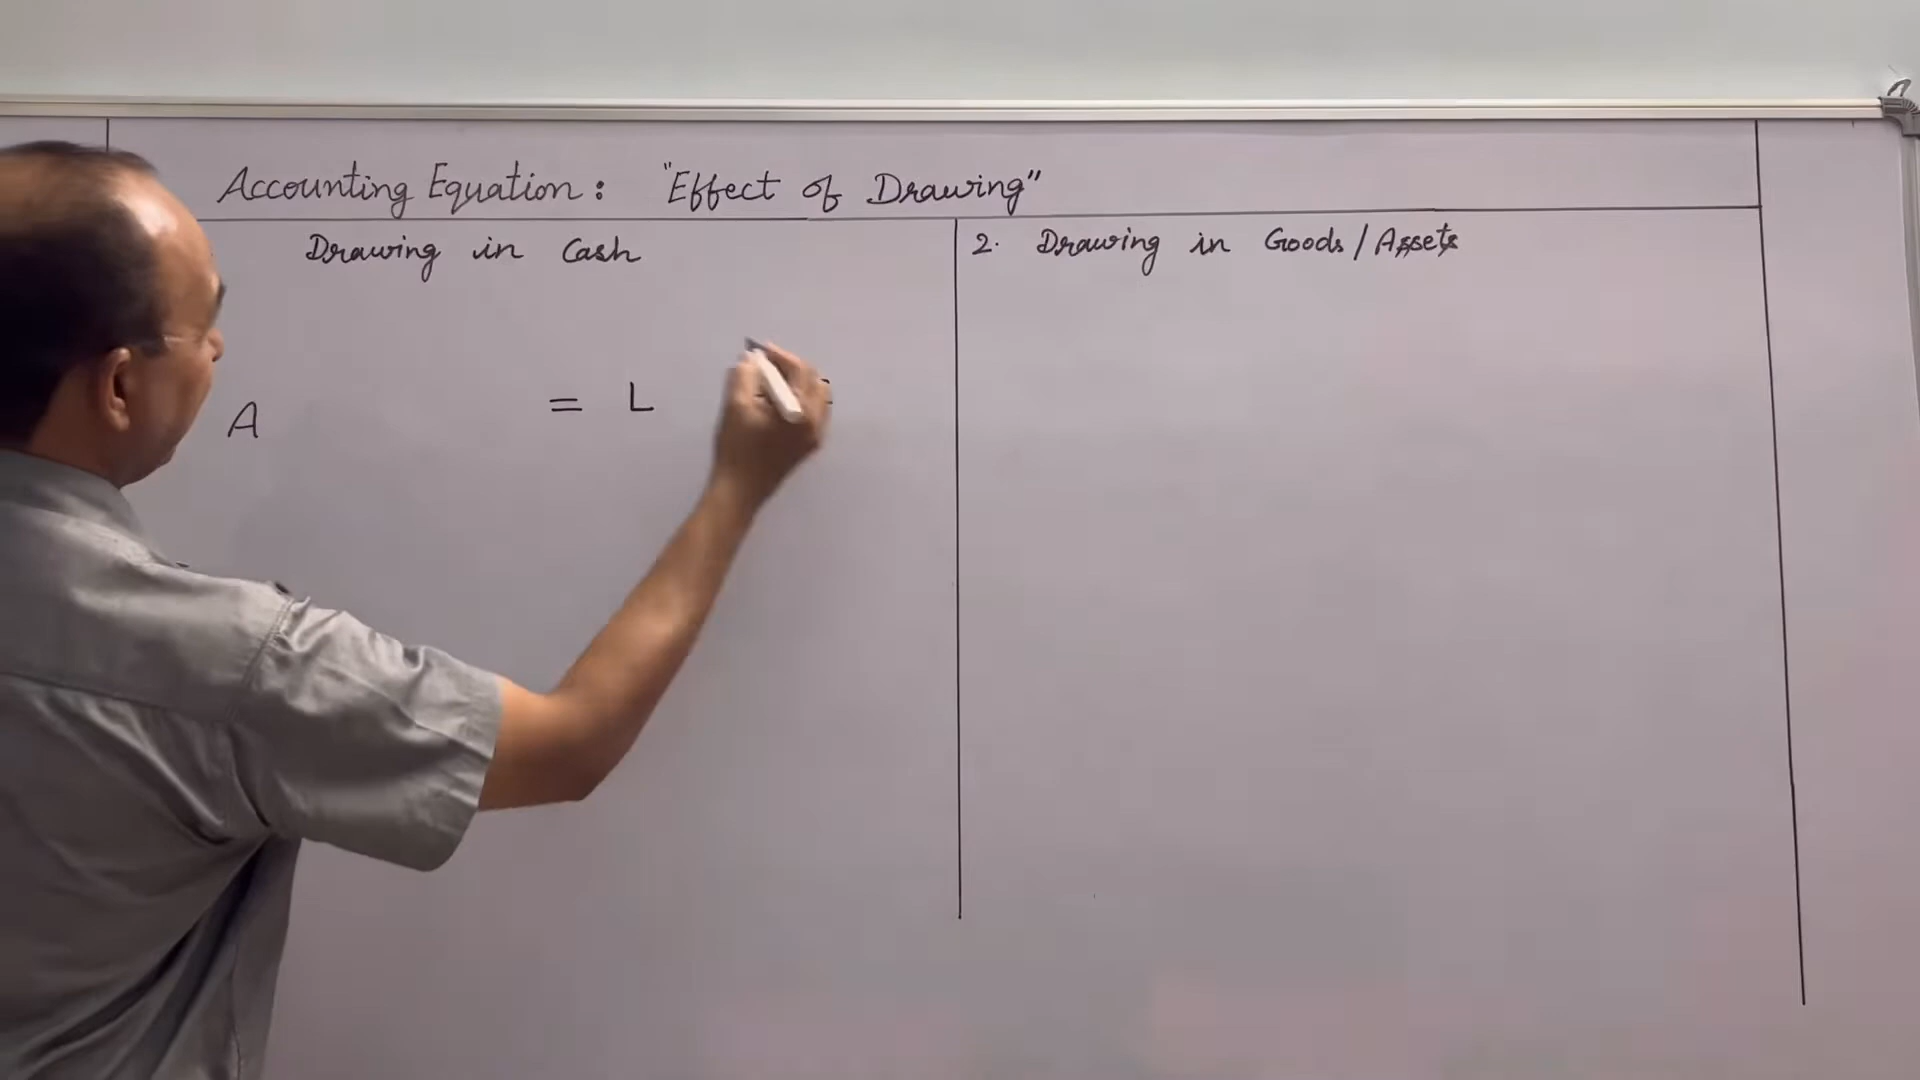 Accounting Equation: "Effect of Drawing"
Drawing in Cash
A = L
2. Drawing in Goods/Assets